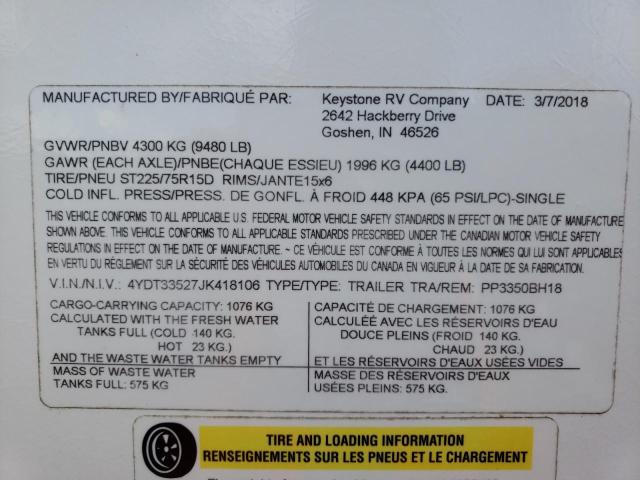 MANUFACTURED BY/FABRIQUÉ PAR: Keystone RV Company DATE: 3/7/2018
2642 Hackberry Drive
Goshen, IN 46526
GVWR/PNBV 4300 KG (9480 LB)
GAWR (EACH AXLE)/PNBE(CHAQUE ESSIEU) 1996 KG (4400 LB)
TIRE/PNEU ST225/75R15D RIMS/JANTE15x6
COLD INFL. PRESS/PRESS. DE GONFL. À FROID 448 KPA (65 PSI/LPC)-SINGLE
THIS VEHICLE CONFORMS TO ALL APPLICABLE U.S. FEDERAL MOTOR VEHICLE SAFETY STANDARDS IN EFFECT ON THE DATE OF MANUFACTURE
SHOWN ABOVE. THIS VEHICLE CONFORMS TO ALL APPLICABLE STANDARDS PRESCRIBED UNDER THE CANADIAN MOTOR VEHICLE SAFETY
REGULATIONS IN EFFECT ON THE DATE OF MANUFACTURE. ~ CE VÉHICULE EST CONFORME À TOUTES LES NORMES QUI LUI SONT APPLICABLES
EN VERTU DU RÈGLEMENT SUR LA SÉCURITÉ DES VÉHICULES AUTOMOBILES DU CANADA EN VIGUEUR À LA DATE DE SA FABRICATION.
V.I.N./N.I.V.: 4YDT33527JK418106 TYPE/TYPE: TRAILER TRA/REM: PP3350BH18
CARGO-CARRYING CAPACITY: 1076 KG
CALCULATED WITH THE FRESH WATER
TANKS FULL (COLD 140 KG.
HOT 23 KG.)
AND THE WASTE WATER TANKS EMPTY
MASS OF WASTE WATER
TANKS FULL: 575 KG
CAPACITÉ DE CHARGEMENT: 1076 KG
CALCULÉE AVEC LES RÉSERVOIRS D'EAU
DOUCE PLEINS (FROID 140 KG.
CHAUD 23 KG.)
ET LES RÉSERVOIRS D'EAUX USÉES VIDES
MASSE DES RÉSERVOIRS D'EAUX
USÉES PLEINS: 575 KG.
TIRE AND LOADING INFORMATION
RENSEIGNEMENTS SUR LES PNEUS ET LE CHARGEMENT